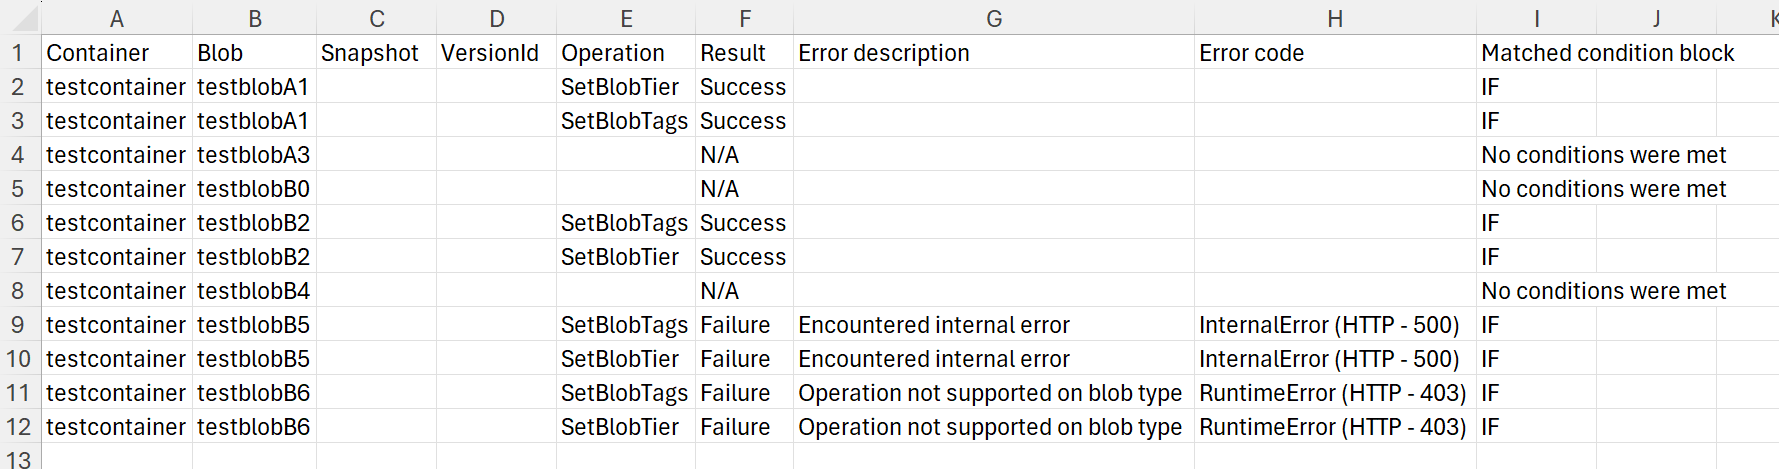 A B C D E F G H I J K
1 Container Blob Snapshot VersionId Operation Result Error description Error code Matched condition block
2 testcontainer testblobA1 SetBlobTier Success IF
3 testcontainer testblobA1 SetBlobTags Success IF
4 testcontainer testblobA3 N/A No conditions were met
5 testcontainer testblobB0 N/A No conditions were met
6 testcontainer testblobB2 SetBlobTags Success IF
7 testcontainer testblobB2 SetBlobTier Success IF
8 testcontainer testblobB4 N/A No conditions were met
9 testcontainer testblobB5 SetBlobTags Failure Encountered internal error InternalError (HTTP - 500) IF
10 testcontainer testblobB5 SetBlobTier Failure Encountered internal error InternalError (HTTP - 500) IF
11 testcontainer testblobB6 SetBlobTags Failure Operation not supported on blob type RuntimeError (HTTP - 403) IF
12 testcontainer testblobB6 SetBlobTier Failure Operation not supported on blob type RuntimeError (HTTP - 403) IF
13